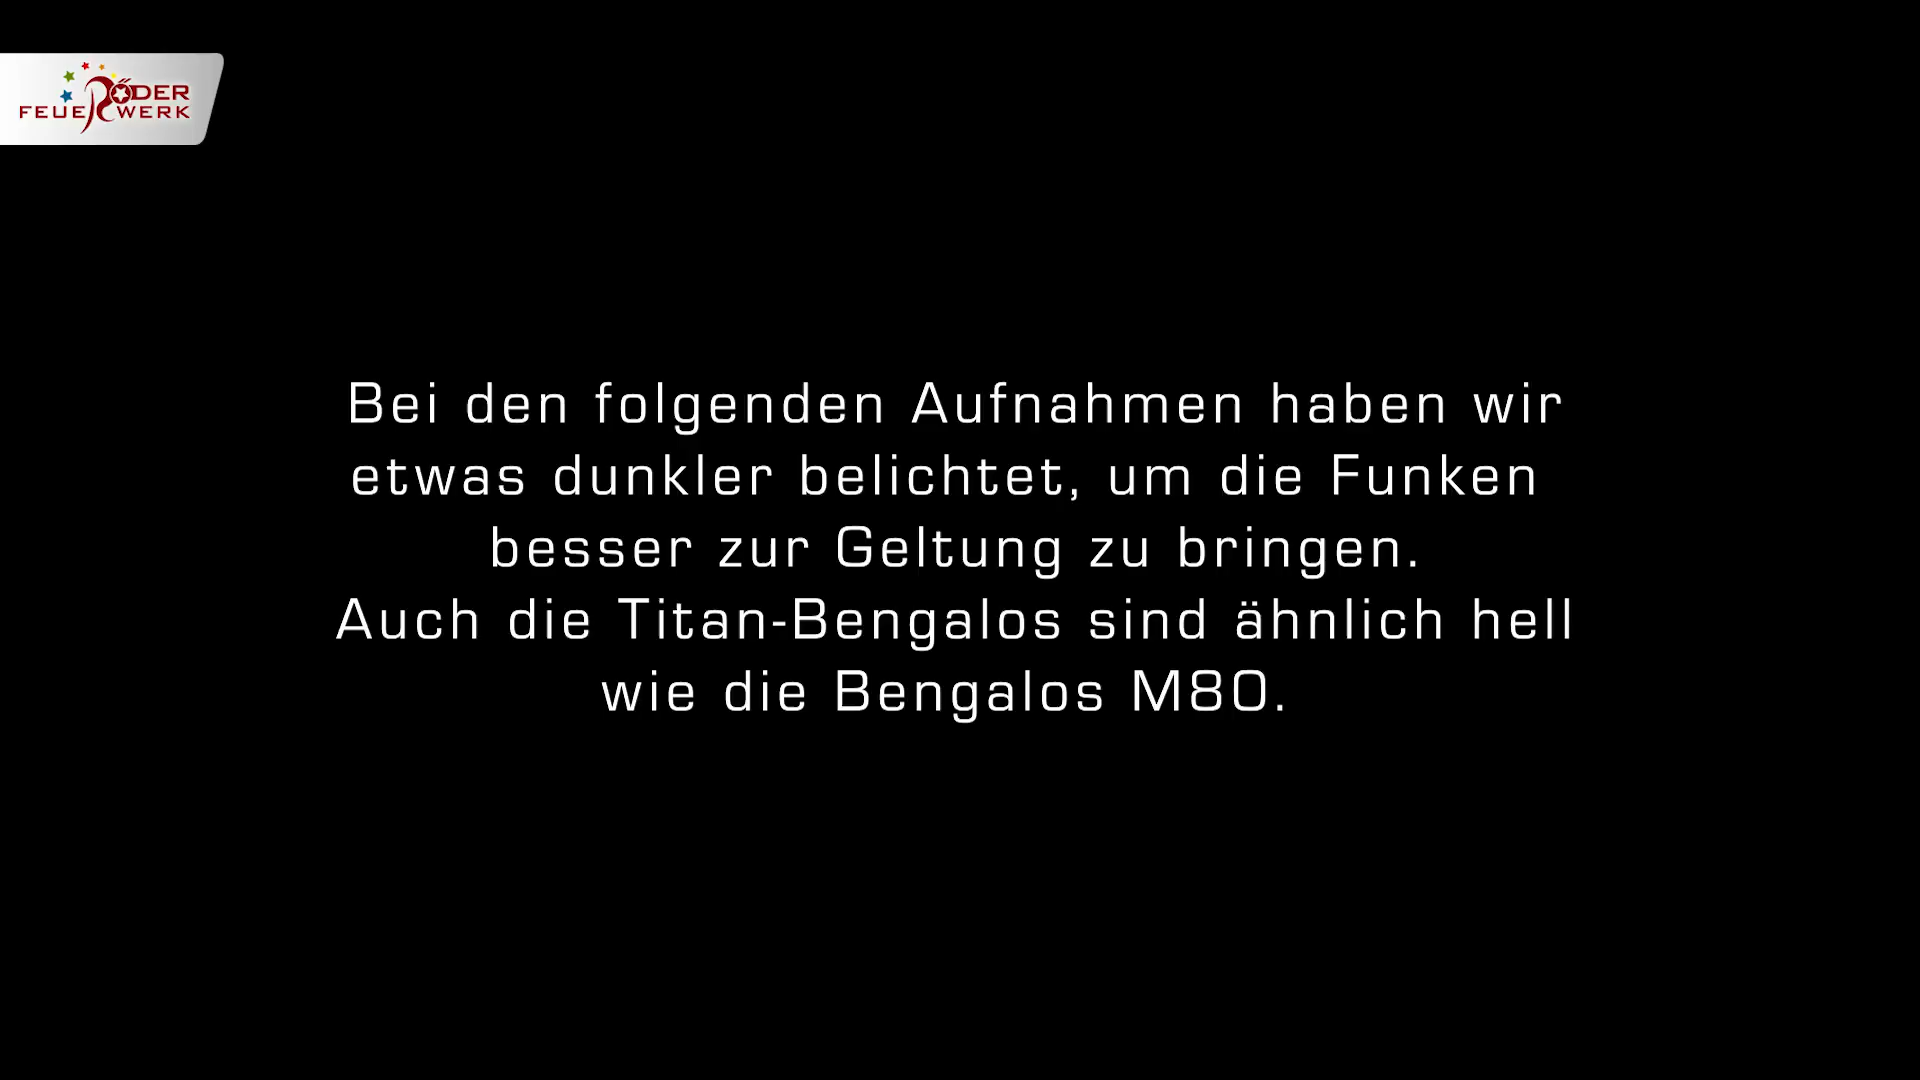 RÖDER
FEUERWERK
Bei den folgenden Aufnahmen haben wir
etwas dunkler belichtet, um die Funken
besser zur Geltung zu bringen.
Auch die Titan-Bengalos sind ähnlich hell
wie die Bengalos M80.